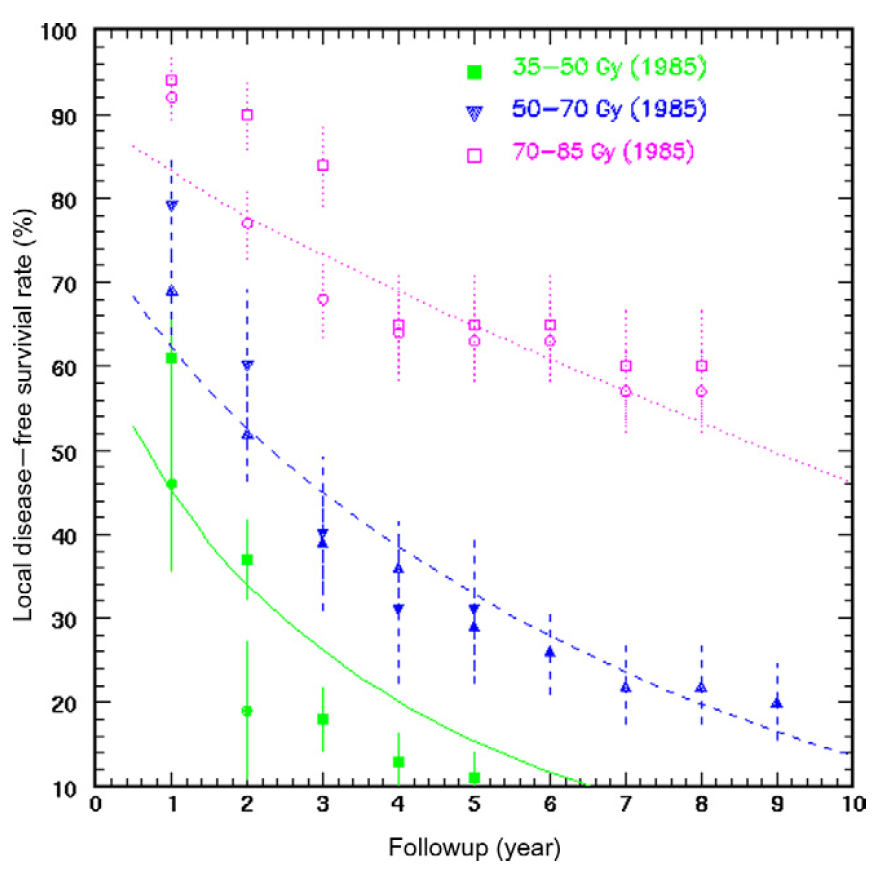 100
90
80
70
60
50
40
30
20
10
Local disease–free survivial rate (%)
35–50 Gy (1985)
50–70 Gy (1985)
70–85 Gy (1985)
0 1 2 3 4 5 6 7 8 9 10
Followup (year)